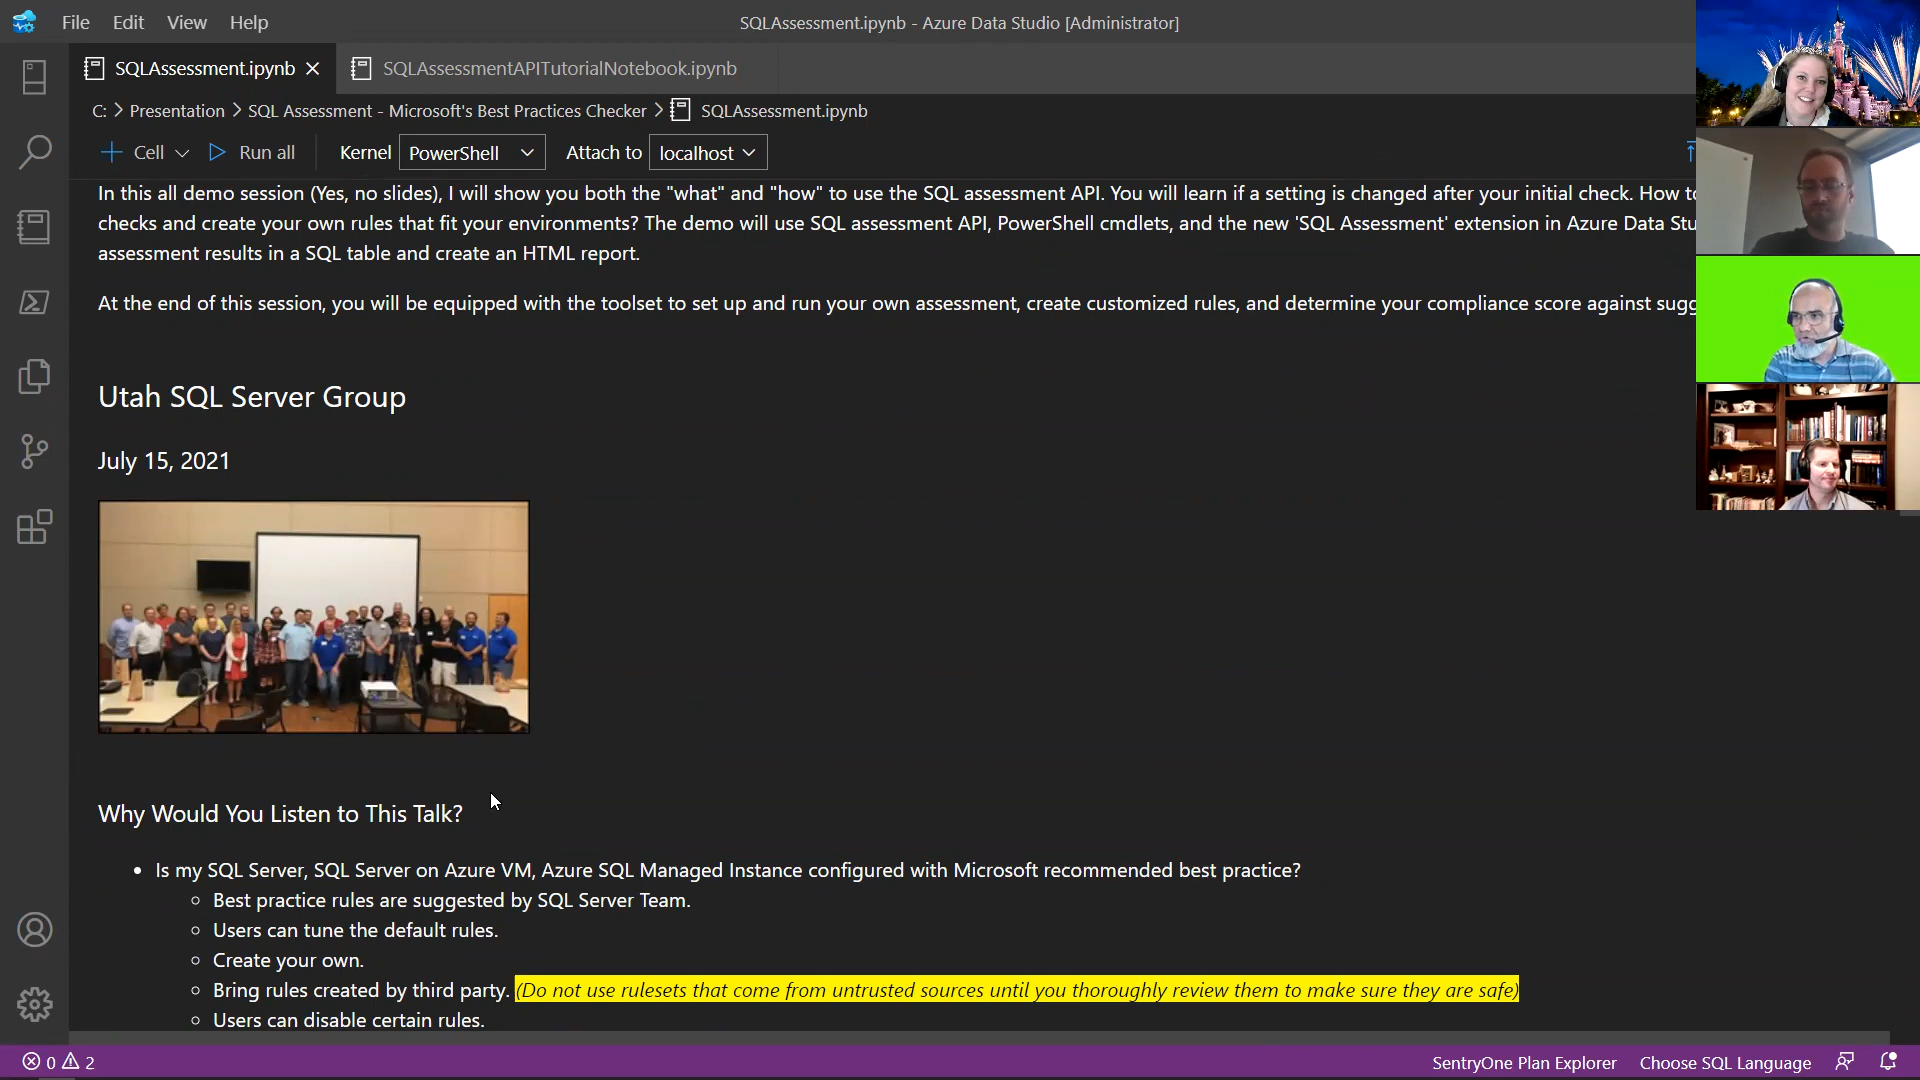 File Edit View Help
SQLAssessment.ipynb - Azure Data Studio [Administrator]
SQLAssessment.ipynb SQLAssessmentAPITutorialNotebook.ipynb
C: Presentation SQL Assessment - Microsoft's Best Practices Checker SQLAssessment.ipynb
Cell Run all Kernel PowerShell Attach to localhost
In this all demo session (Yes, no slides), I will show you both the "what" and "how" to use the SQL assessment API. You will learn if a setting is changed after your initial check. How
checks and create your own rules that fit your environments? The demo will use SQL assessment API, PowerShell cmdlets, and the new 'SQL Assessment' extension in Azure Data
assessment results in a SQL table and create an HTML report.
At the end of this session, you will be equipped with the toolset to set up and run your own assessment, create customized rules, and determine your compliance score against
Utah SQL Server Group
July 15, 2021
Why Would You Listen to This Talk?
• Is my SQL Server, SQL Server on Azure VM, Azure SQL Managed Instance configured with Microsoft recommended best practice?
◦ Best practice rules are suggested by SQL Server Team.
◦ Users can tune the default rules.
◦ Create your own.
◦ Bring rules created by third party. (Do not use rulesets that come from untrusted sources until you thoroughly review them to make sure they are safe)
◦ Users can disable certain rules.
0 2 SentryOne Plan Explorer Choose SQL Language